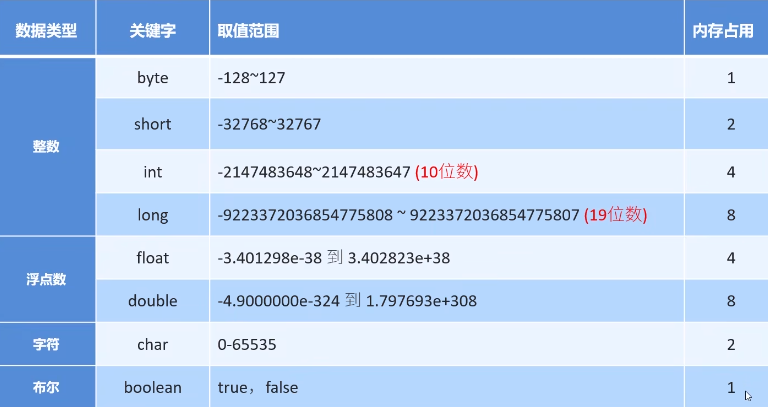 数据类型 关键字 取值范围 内存占用
整数 byte -128~127 1
short -32768~32767 2
int -2147483648~2147483647 (10位数) 4
long -9223372036854775808 ~ 9223372036854775807 (19位数) 8
浮点数 float -3.401298e-38 到 3.402823e+38 4
double -4.9000000e-324 到 1.797693e+308 8
字符 char 0-65535 2
布尔 boolean true，false 1